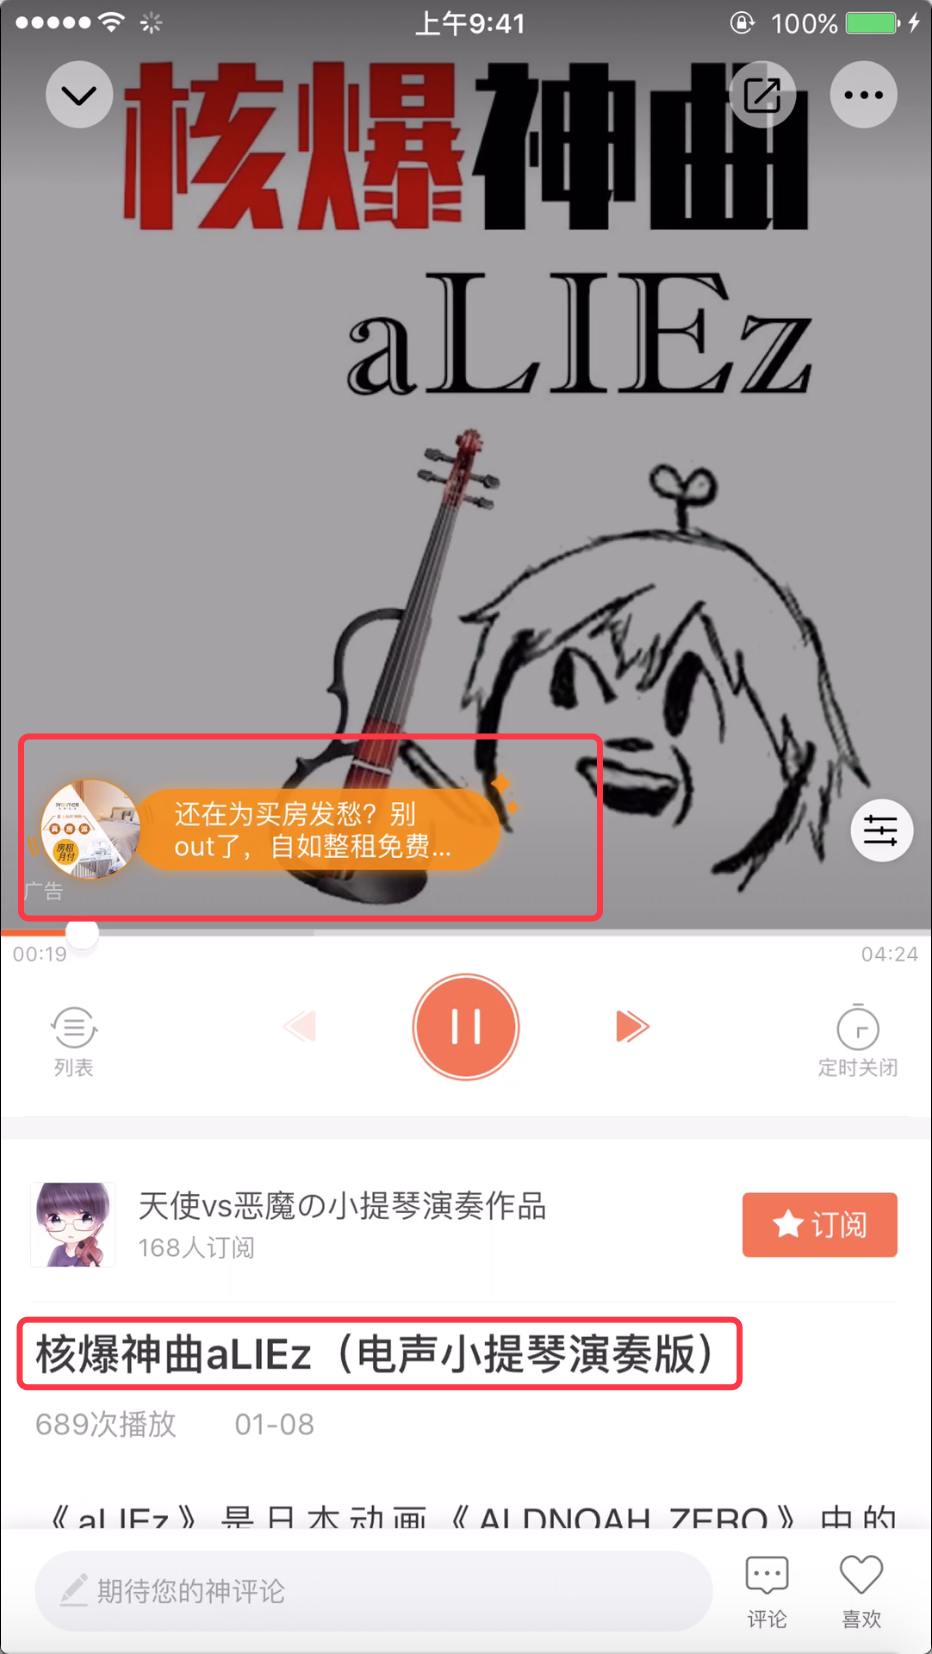 上午9:41
100%
核爆神曲
aLIEz
还在为买房发愁？别
out了，自如整租免费...
房租
月付
广告
00:19
04:24
列表
定时关闭
天使vs恶魔の小提琴演奏作品
168人订阅
订阅
核爆神曲aLIEz（电声小提琴演奏版）
689次播放 01-08
《aLIEz》是日本动画《ALDNOAH ZERO》中的
期待您的神评论
评论
喜欢